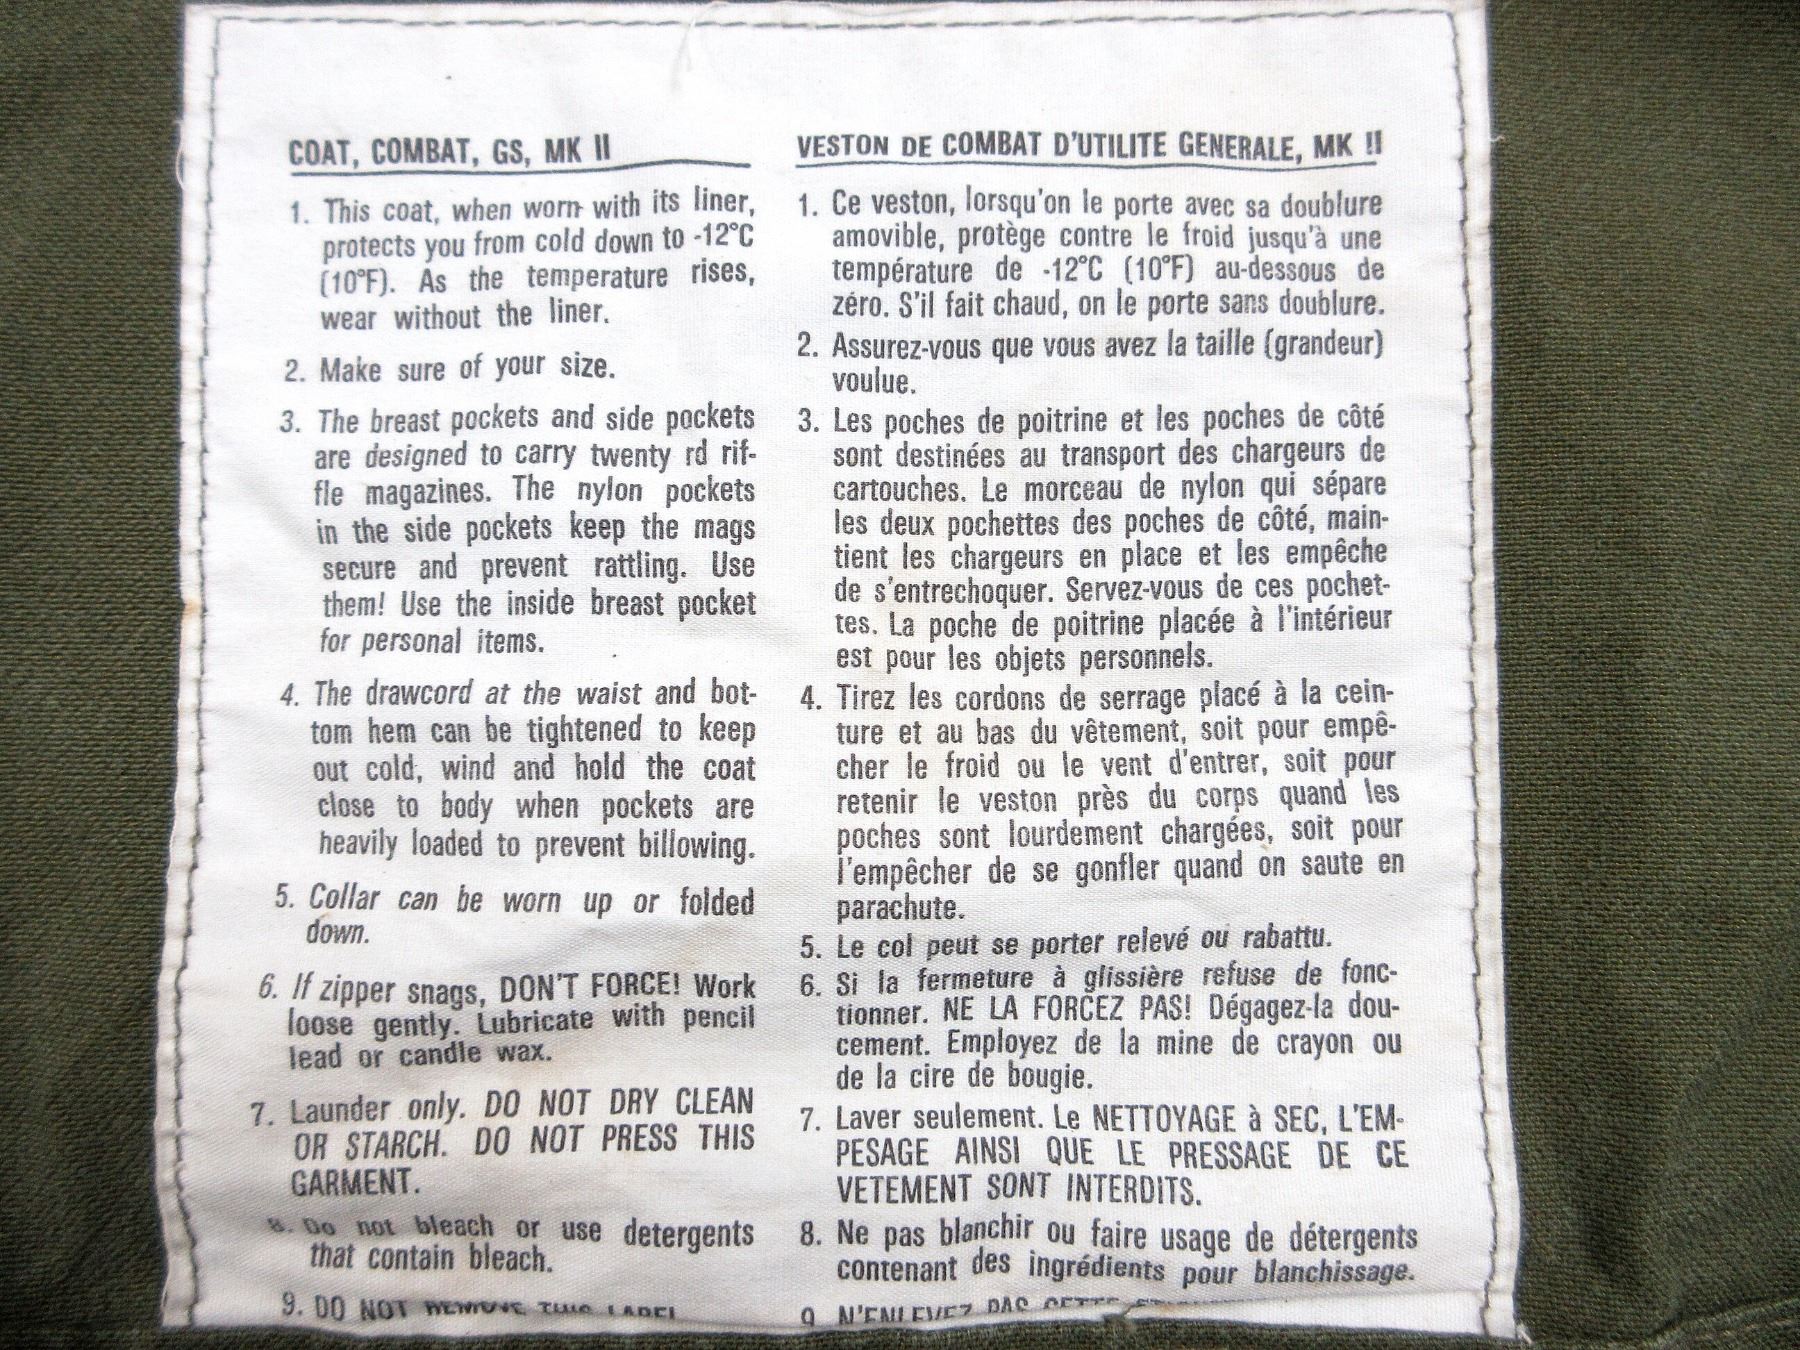 COAT, COMBAT, GS, MK II
1. This coat, when worn with its liner,
protects you from cold down to -12°C
(10°F). As the temperature rises,
wear without the liner.
2. Make sure of your size.
3. The breast pockets and side pockets
are designed to carry twenty rd rif-
fle magazines. The nylon pockets
in the side pockets keep the mags
secure and prevent rattling. Use
them! Use the inside breast pocket
for personal items.
4. The drawcord at the waist and bot-
tom hem can be tightened to keep
out cold, wind and hold the coat
close to body when pockets are
heavily loaded to prevent billowing.
5. Collar can be worn up or folded
down.
6. If zipper snags, DON'T FORCE! Work
loose gently. Lubricate with pencil
lead or candle wax.
7. Launder only. DO NOT DRY CLEAN
OR STARCH. DO NOT PRESS THIS
GARMENT.
8. Do not bleach or use detergents
that contain bleach.
9. DO NOT REMOVE THIS LABEL
VESTON DE COMBAT D'UTILITE GENERALE, MK II
1. Ce veston, lorsqu'on le porte avec sa doublure
amovible, protège contre le froid jusqu'à une
température de -12°C (10°F) au-dessous de
zéro. S'il fait chaud, on le porte sans doublure.
2. Assurez-vous que vous avez la taille (grandeur)
voulue.
3. Les poches de poitrine et les poches de côté
sont destinées au transport des chargeurs de
cartouches. Le morceau de nylon qui sépare
les deux pochettes des poches de côté, main-
tient les chargeurs en place et les empêche
de s'entrechoquer. Servez-vous de ces pochet-
tes. La poche de poitrine placée à l'intérieur
est pour les objets personnels.
4. Tirez les cordons de serrage placé à la cein-
ture et au bas du vêtement, soit pour empê-
cher le froid ou le vent d'entrer, soit pour
retenir le veston près du corps quand les
poches sont lourdement chargées, soit pour
l'empêcher de se gonfler quand on saute en
parachute.
5. Le col peut se porter relevé ou rabattu.
6. Si la fermeture à glissière refuse de fonc-
tionner. NE LA FORCEZ PAS! Dégagez-la dou-
cement. Employez de la mine de crayon ou
de la cire de bougie.
7. Laver seulement. Le NETTOYAGE à SEC, L'EM-
PESAGE AINSI QUE LE PRESSAGE DE CE
VETEMENT SONT INTERDITS.
8. Ne pas blanchir ou faire usage de détergents
contenant des ingrédients pour blanchissage.
9 N'ENLEVEZ PAS CETTE